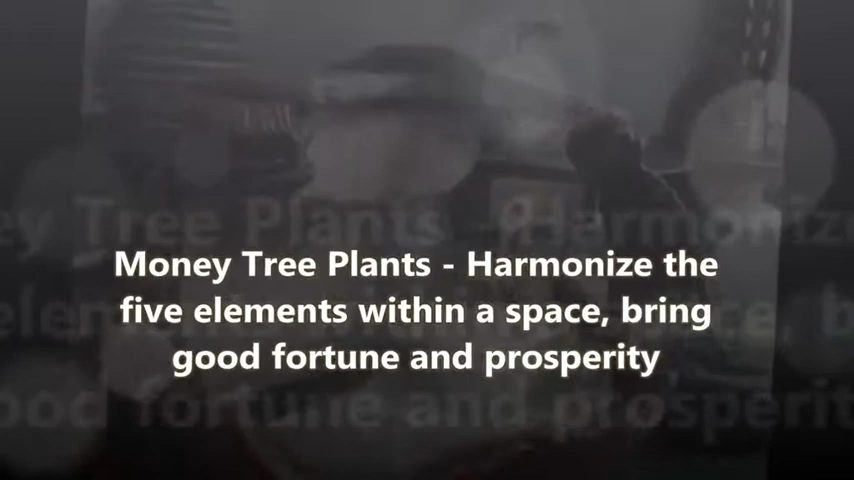 Money Tree Plants - Harmonize the
five elements within a space, bring
good fortune and prosperity